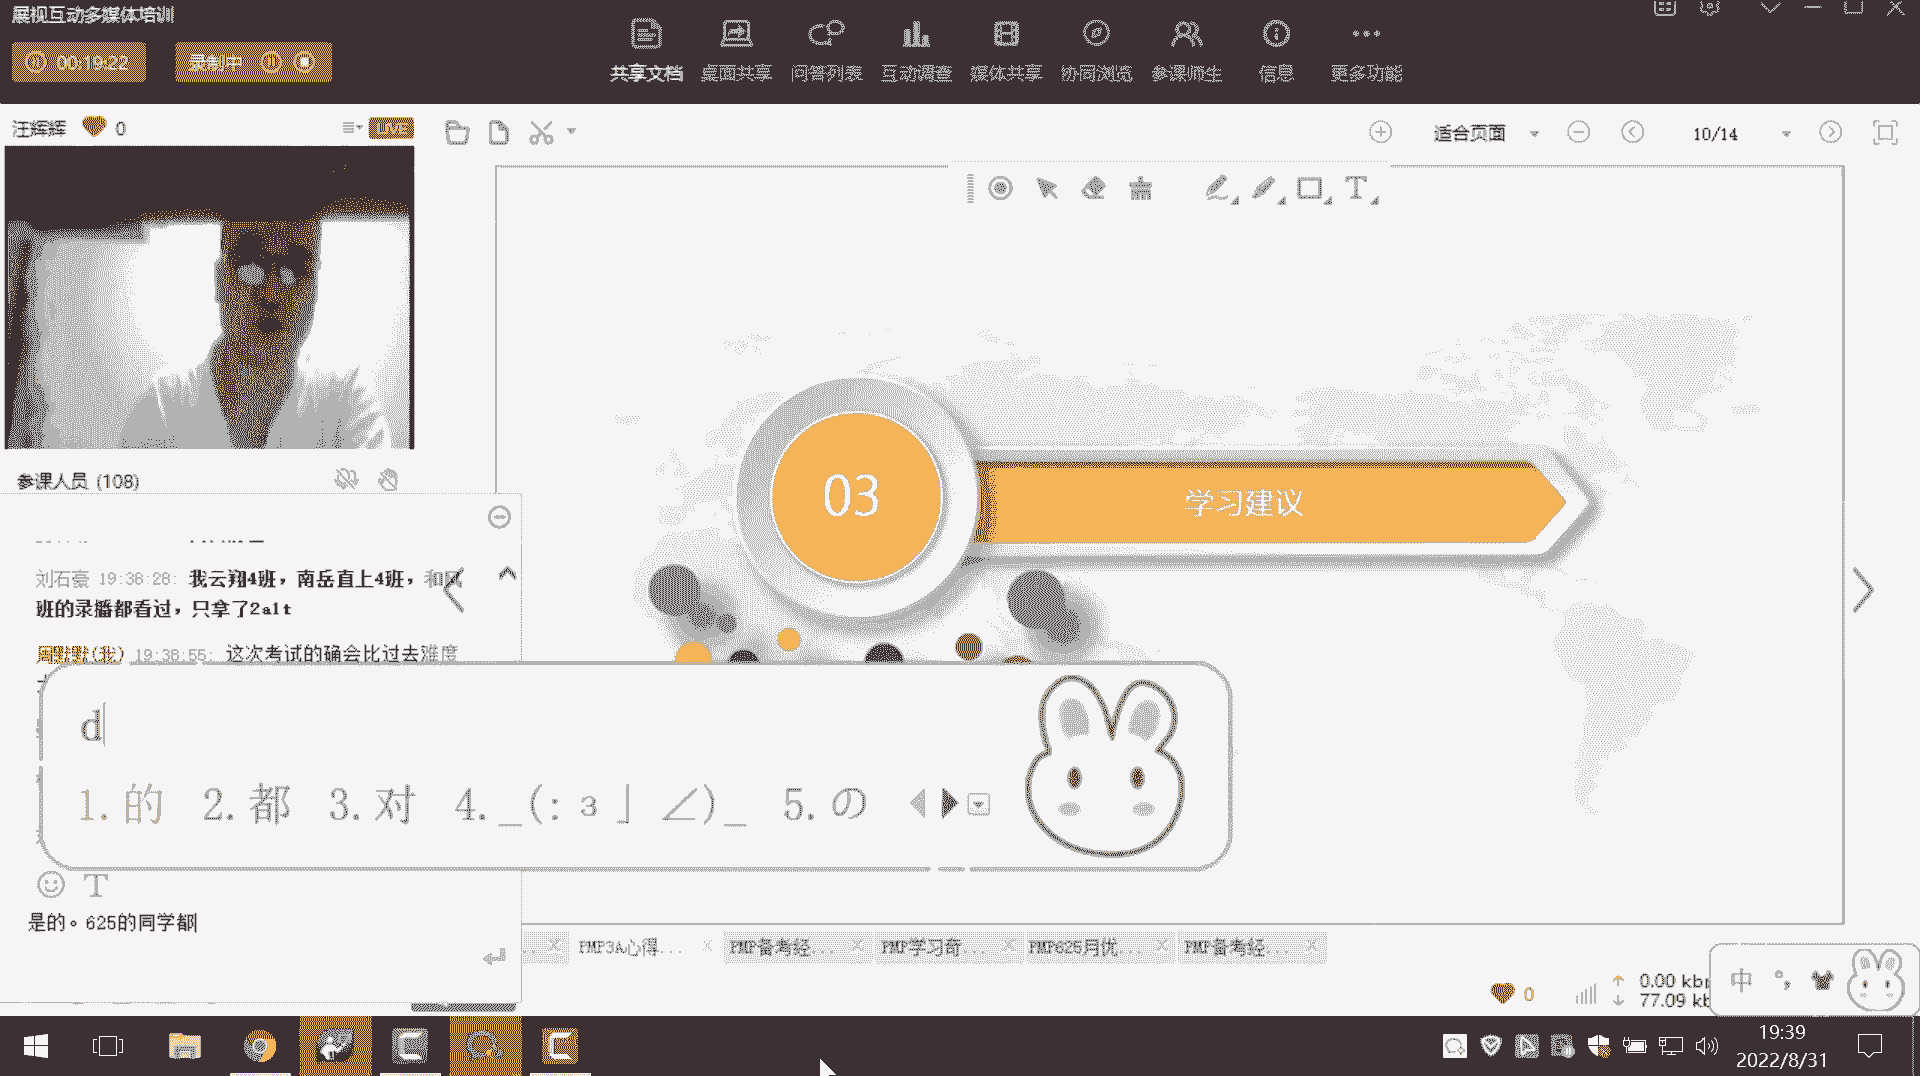 展视互动多媒体培训
00:19:22
录制中
共享文档 桌面共享 问答列表 互动调查 媒体共享 协同浏览 参课师生 信息 更多功能
汪辉辉 0 LIVE
适合页面 10/14
T
参课人员 (108)
03
学习建议
刘石豪 19:38:28: 我云翔4班，南岳直上4班，和风
班的录播都看过，只拿了2alt
(我) 19:38:55: 这次考试的确会比过去难度
d
1.的 2.都 3.对 4._(:з」∠)_ 5.の
T
是的。625的同学都
PMP3A心得... PMP备考经... PMP学习奇... PMP625月优... PMP备考经...
0
0.00 kbp
77.09 kb
中
19:39
2022/8/31